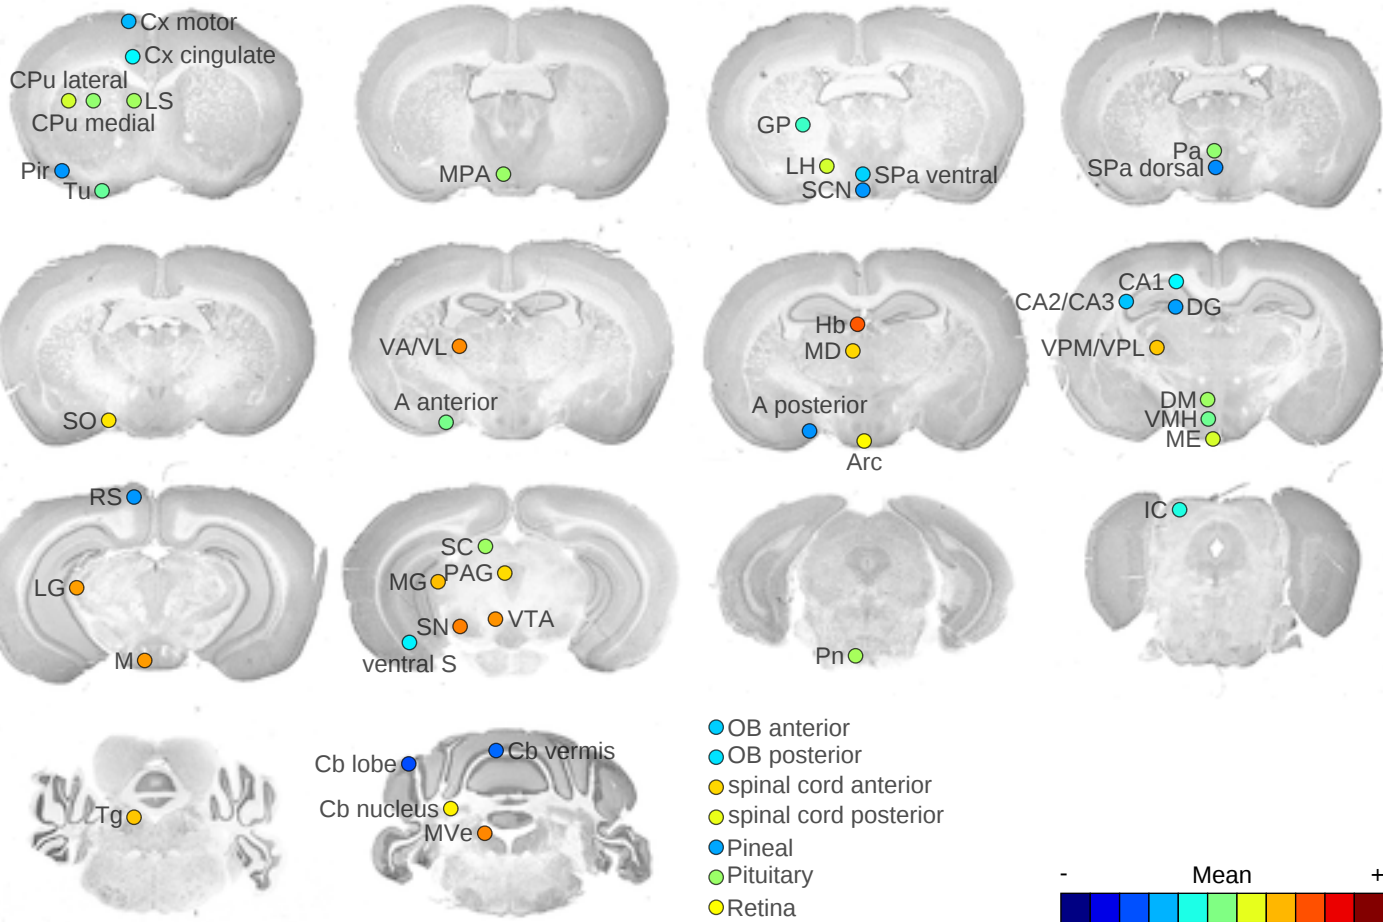 Cx motor
Cx cingulate
CPu lateral
LS
CPu medial
Pir
Tu
MPA
GP
LH
SPa ventral
SCN
Pa
SPa dorsal
SO
VA/VL
A anterior
Hb
MD
A posterior
Arc
CA1
CA2/CA3
DG
VPM/VPL
DM
VMH
ME
RS
LG
M
SC
PAG
MG
SN
VTA
ventral S
Pn
IC
Tg
Cb lobe
Cb vermis
Cb nucleus
MVe
OB anterior
OB posterior
spinal cord anterior
spinal cord posterior
Pineal
Pituitary
Retina
- Mean +